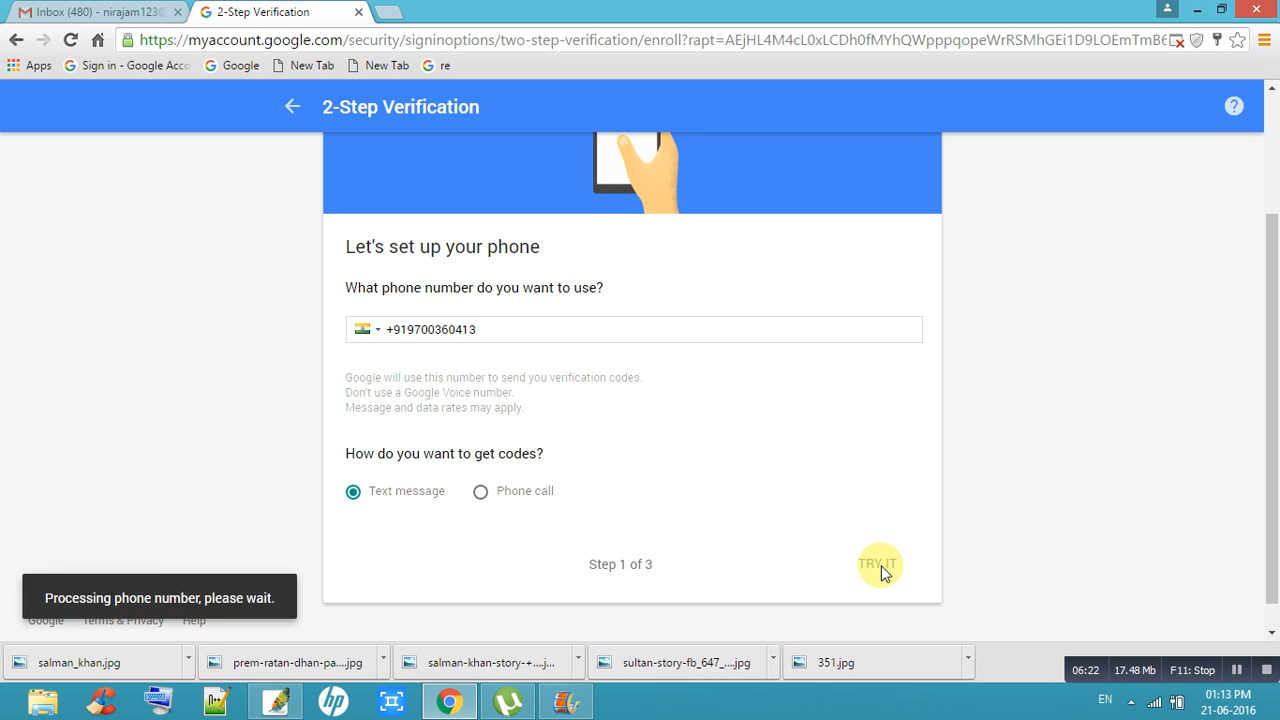 Inbox (480) - nirajam123@
2-Step Verification
https://myaccount.google.com/security/signinoptions/two-step-verification/enroll?rapt=AEjHL4M4cL0xLCDh0fMYhQWpppqopeWrRSMhGEi1D9LOEmTmB6
Apps
Sign in - Google Acco
Google
New Tab
New Tab
re
2-Step Verification
Let's set up your phone
What phone number do you want to use?
+919700360413
Google will use this number to send you verification codes.
Don't use a Google Voice number.
Message and data rates may apply.
How do you want to get codes?
Text message
Phone call
Step 1 of 3
TRY IT
Processing phone number, please wait.
Google
Terms & Privacy
Help
salman_khan.jpg
prem-ratan-dhan-pa....jpg
salman-khan-story-+...j...
sultan-story-fb_647_...jpg
351.jpg
06:22
17.48 Mb
F11: Stop
EN
01:13 PM
21-06-2016